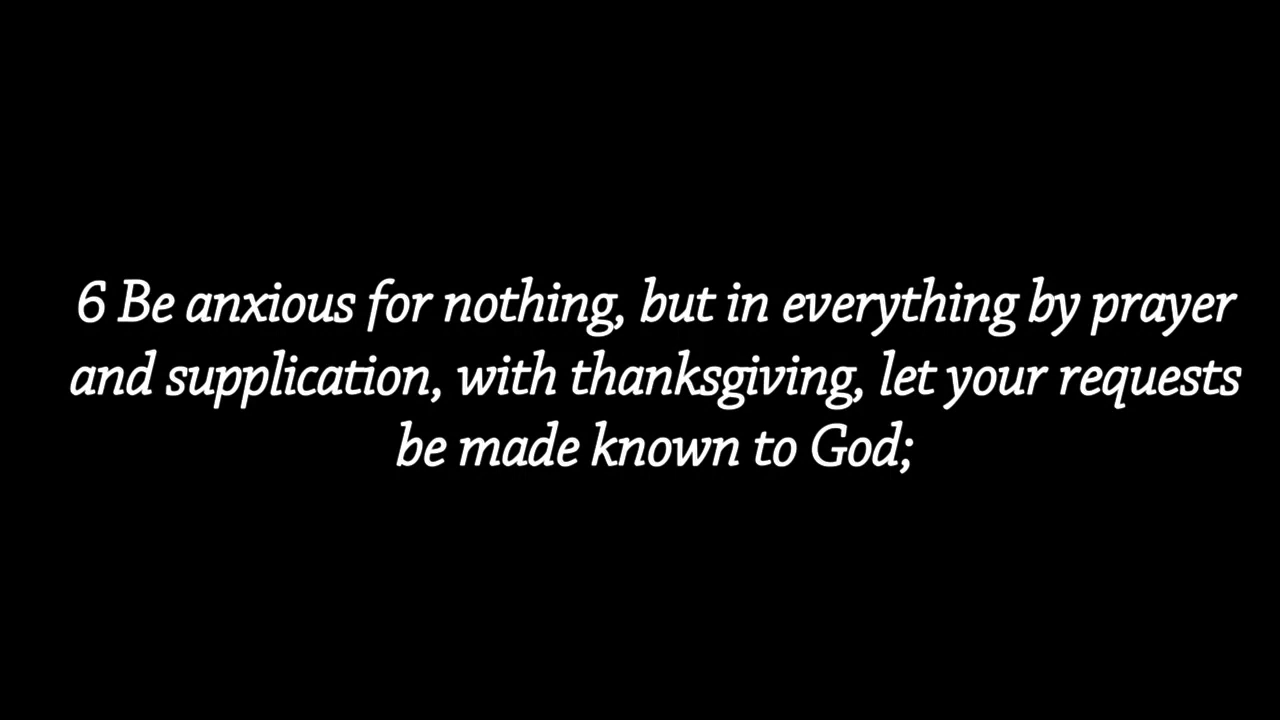 6 Be anxious for nothing, but in everything by prayer
and supplication, with thanksgiving, let your requests
be made known to God;